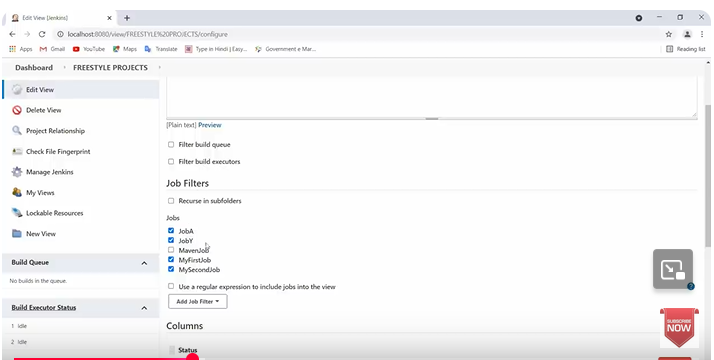 Edit View [Jenkins]
localhost:8080/view/FREESTYLE%20PROJECTS/configure
Apps Gmail YouTube Maps Translate Type in Hindi | Easy... Government e Mar... Reading list
Dashboard FREESTYLE PROJECTS
Edit View
Delete View
Project Relationship
Check File Fingerprint
Manage Jenkins
My Views
Lockable Resources
New View
Build Queue
No builds in the queue.
Build Executor Status
1 Idle
2 Idle
[Plain text] Preview
Filter build queue
Filter build executors
Job Filters
Recurse in subfolders
Jobs
JobA
JobY
MavenJob
MyFirstJob
MySecondJob
Use a regular expression to include jobs into the view
Add Job Filter
Columns
Status
SUBSCRIBE
NOW